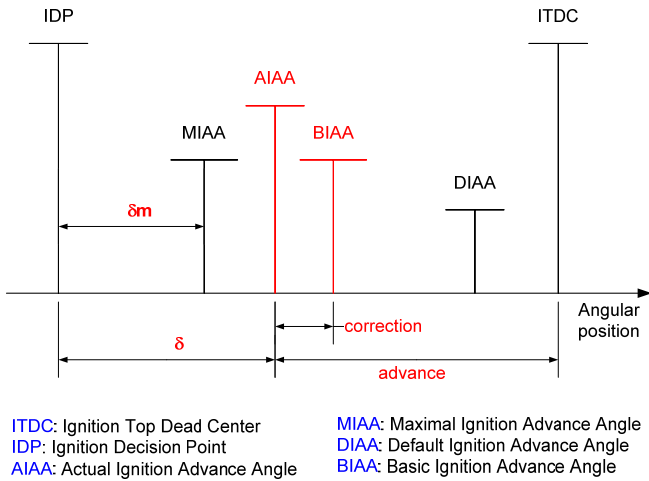 IDP
ITDC
AIAA
MIAA
BIAA
DIAA
δm
Angular
position
correction
δ
advance
ITDC: Ignition Top Dead Center
IDP: Ignition Decision Point
AIAA: Actual Ignition Advance Angle
MIAA: Maximal Ignition Advance Angle
DIAA: Default Ignition Advance Angle
BIAA: Basic Ignition Advance Angle